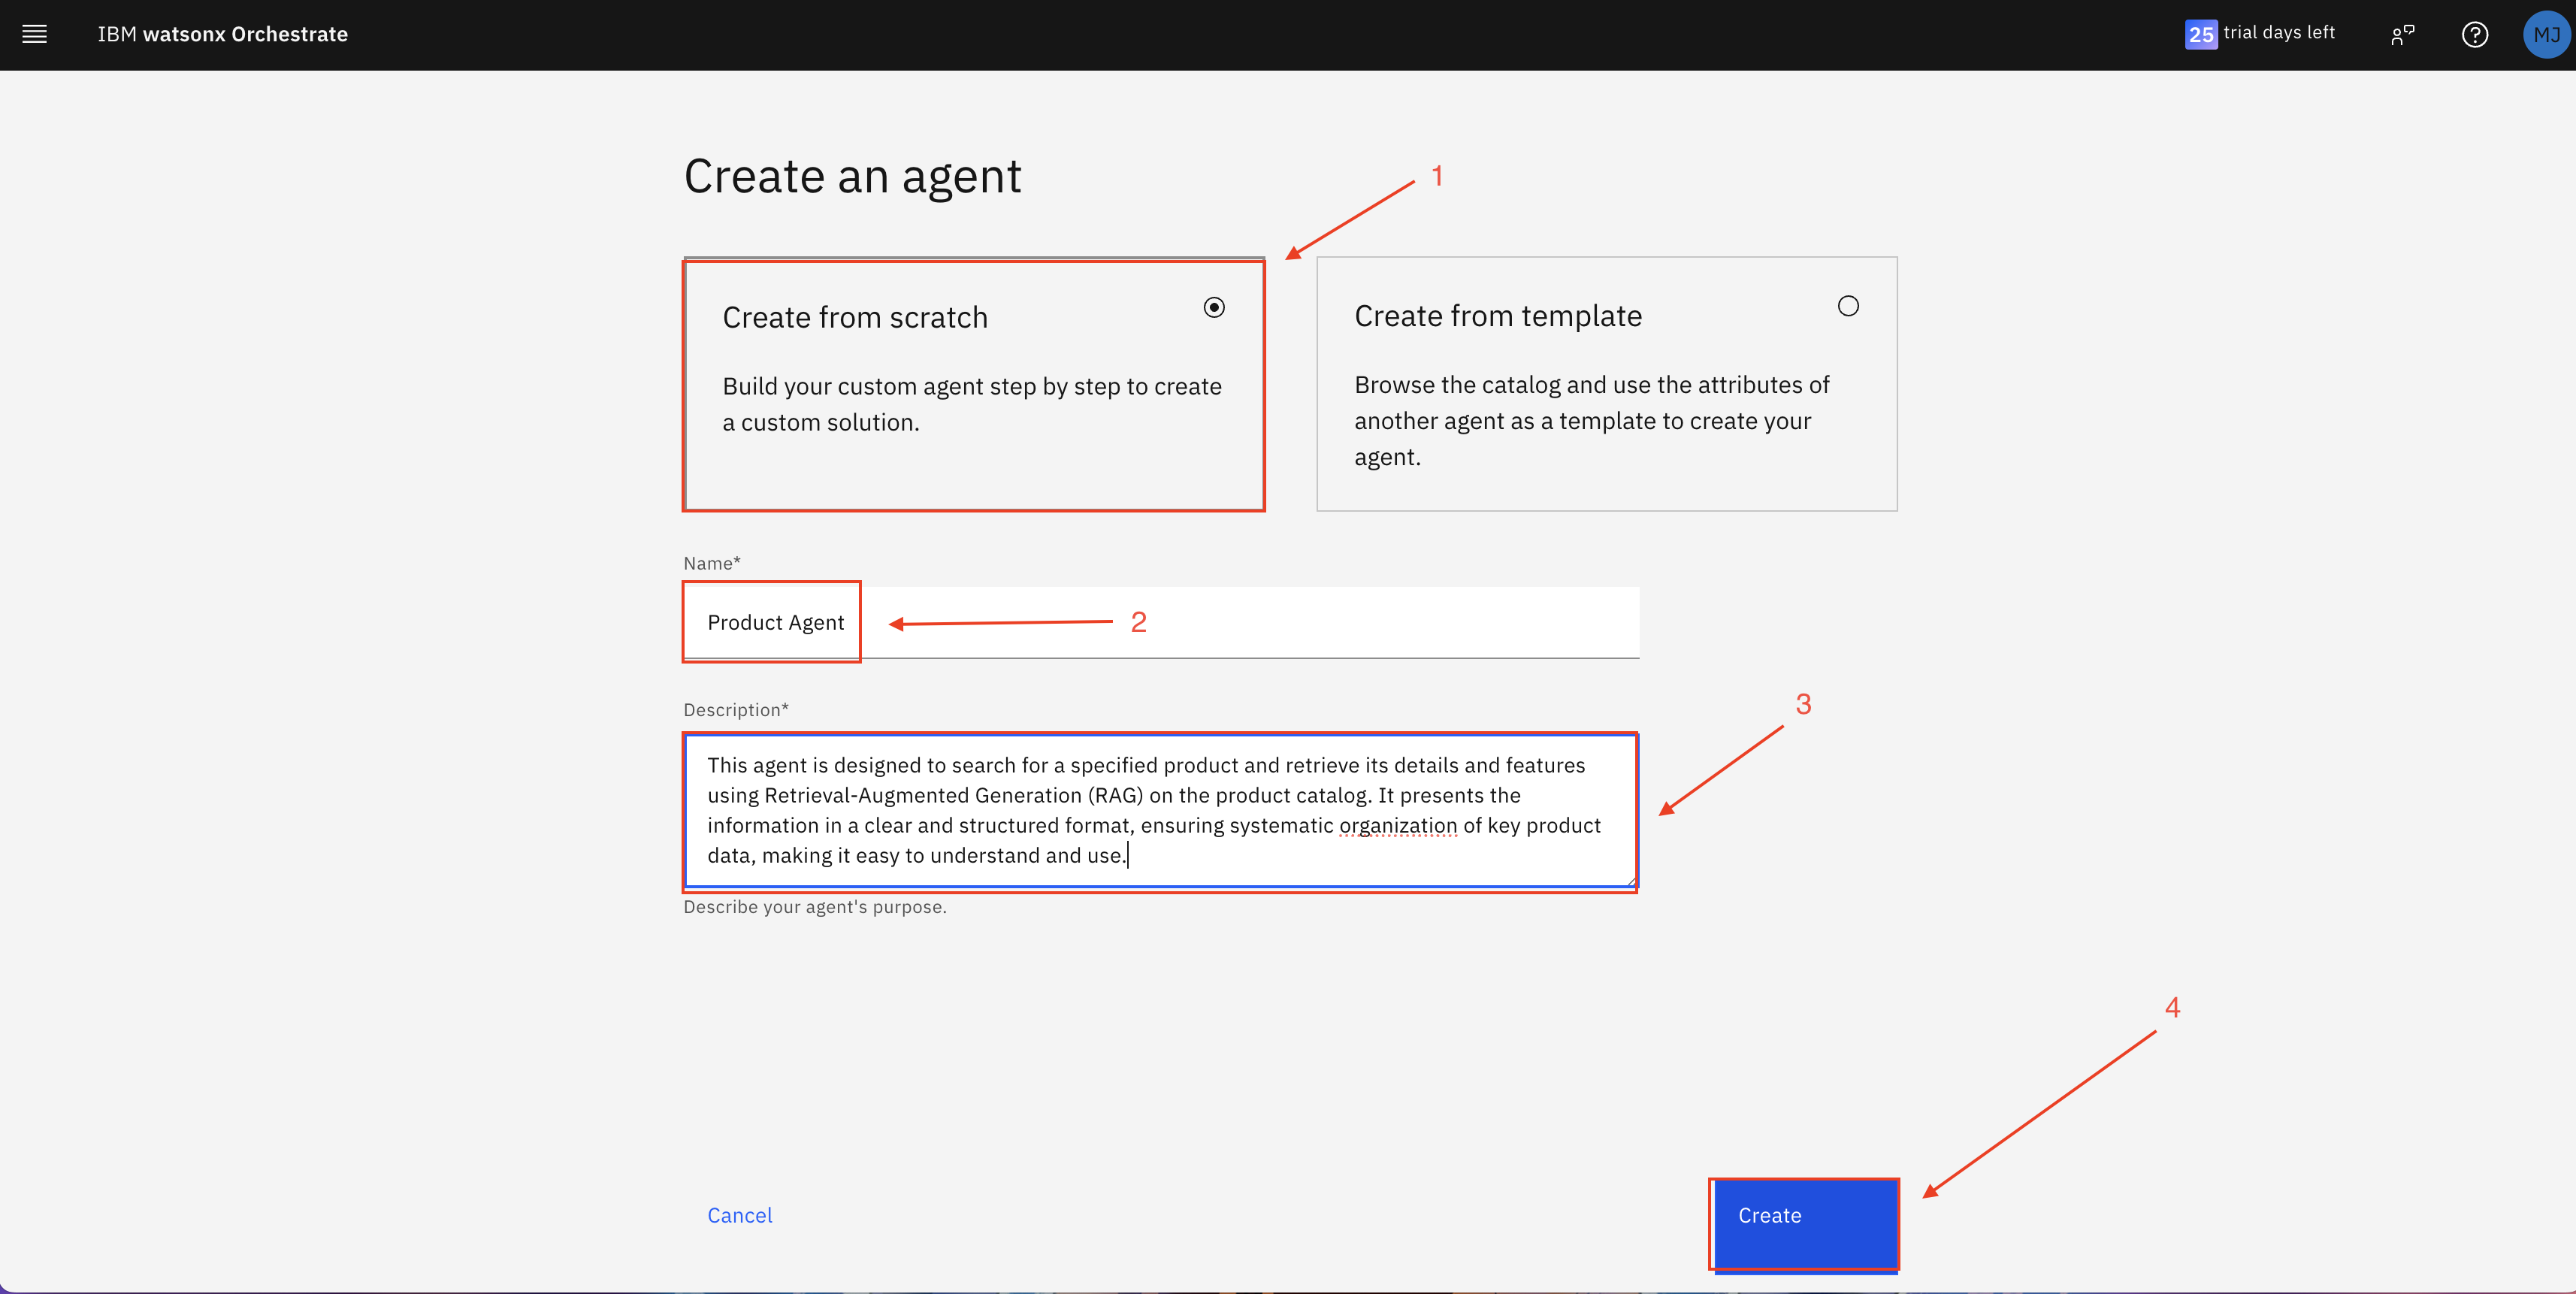 IBM watsonx Orchestrate
25 trial days left
MJ
Create an agent
1
Create from scratch
Build your custom agent step by step to create
a custom solution.
Create from template
Browse the catalog and use the attributes of
another agent as a template to create your
agent.
Name*
Product Agent
2
Description*
3
This agent is designed to search for a specified product and retrieve its details and features
using Retrieval-Augmented Generation (RAG) on the product catalog. It presents the
information in a clear and structured format, ensuring systematic organization of key product
data, making it easy to understand and use.
Describe your agent's purpose.
4
Cancel
Create